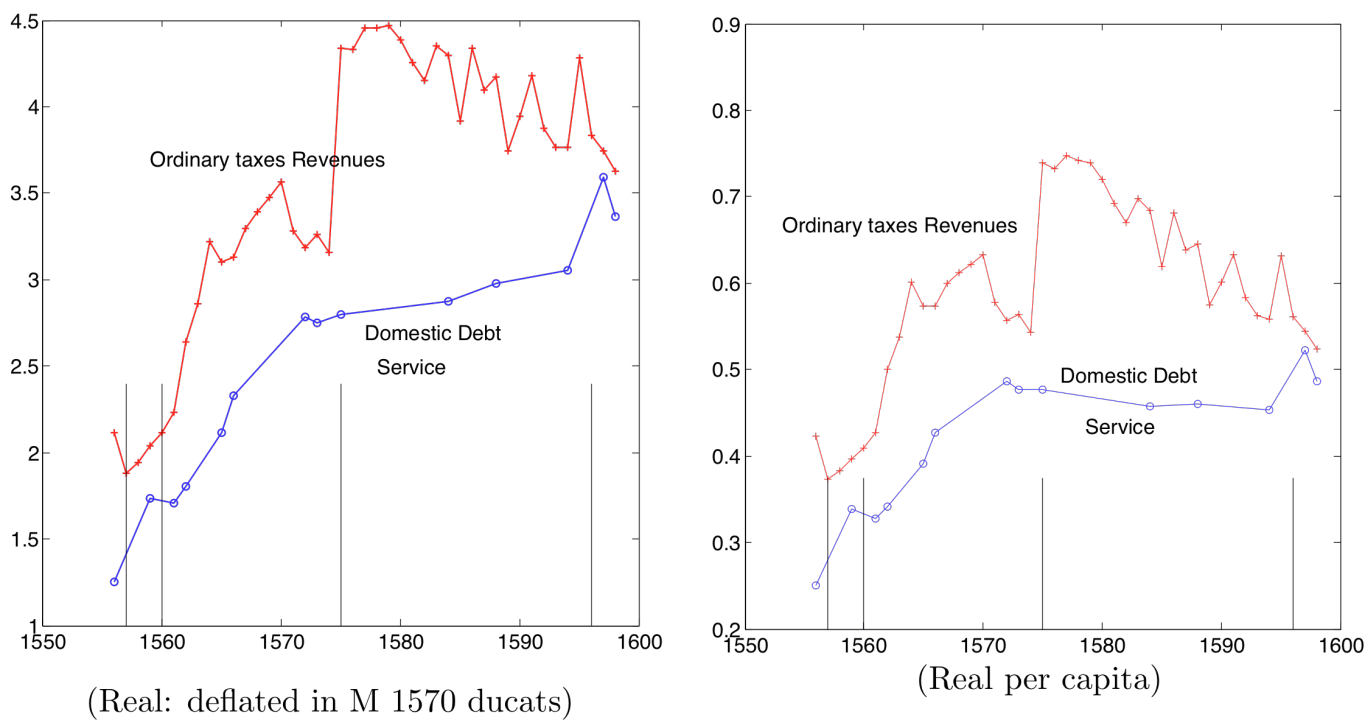 4.5
4
3.5
3
2.5
2
1.5
1
Ordinary taxes Revenues
Domestic Debt
Service
1550 1560 1570 1580 1590 1600
(Real: deflated in M 1570 ducats)
0.9
0.8
0.7
0.6
0.5
0.4
0.3
0.2
Ordinary taxes Revenues
Domestic Debt
Service
1550 1560 1570 1580 1590 1600
(Real per capita)